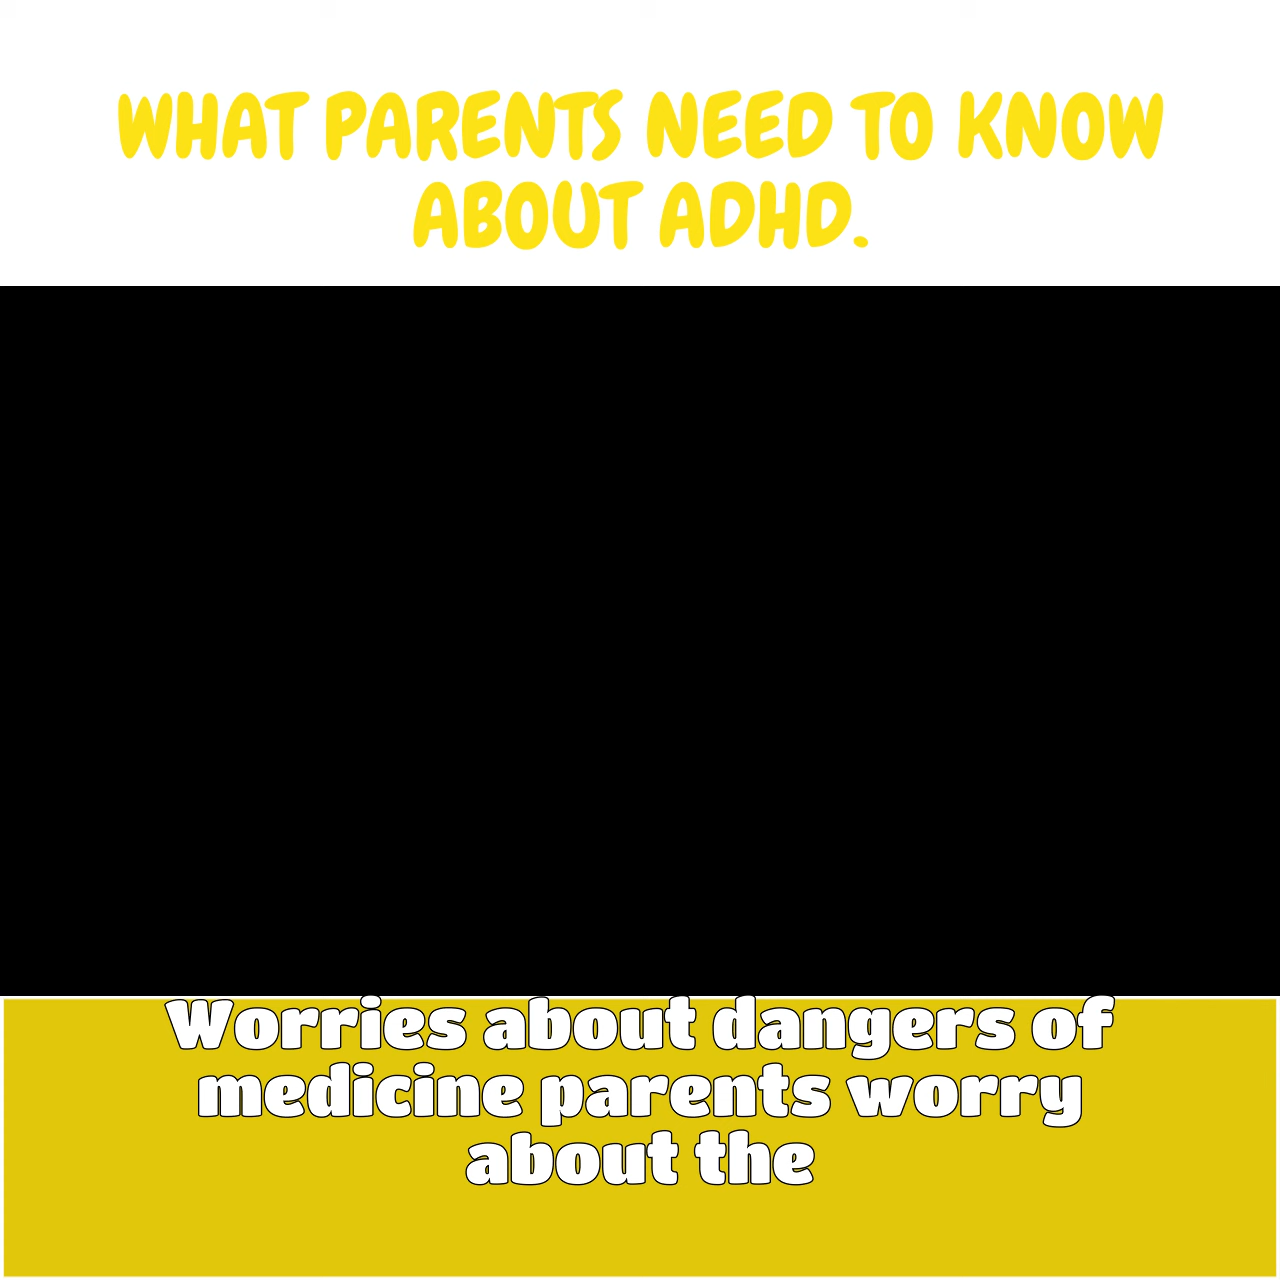 WHAT PARENTS NEED TO KNOW
ABOUT ADHD.
Worries about dangers of
medicine parents worry
about the